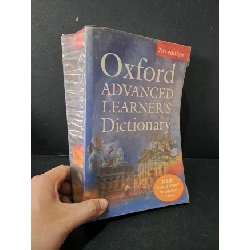 7th edition
Oxford
ADVANCED
LEARNER'S
Dictionary